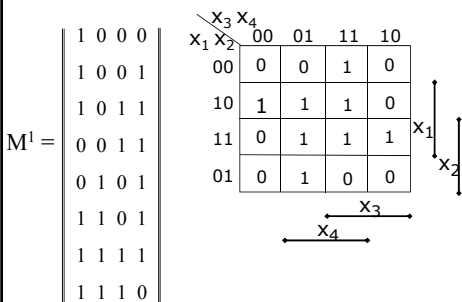 M¹ =
1 0 0 0
1 0 0 1
1 0 1 1
0 0 1 1
0 1 0 1
1 1 0 1
1 1 1 1
1 1 1 0
x₃ x₄
x₁ x₂ 00 01 11 10
00 0 0 1 0
10 1 1 1 0
11 0 1 1 1
01 0 1 0 0
x₁
x₂
x₃
x₄